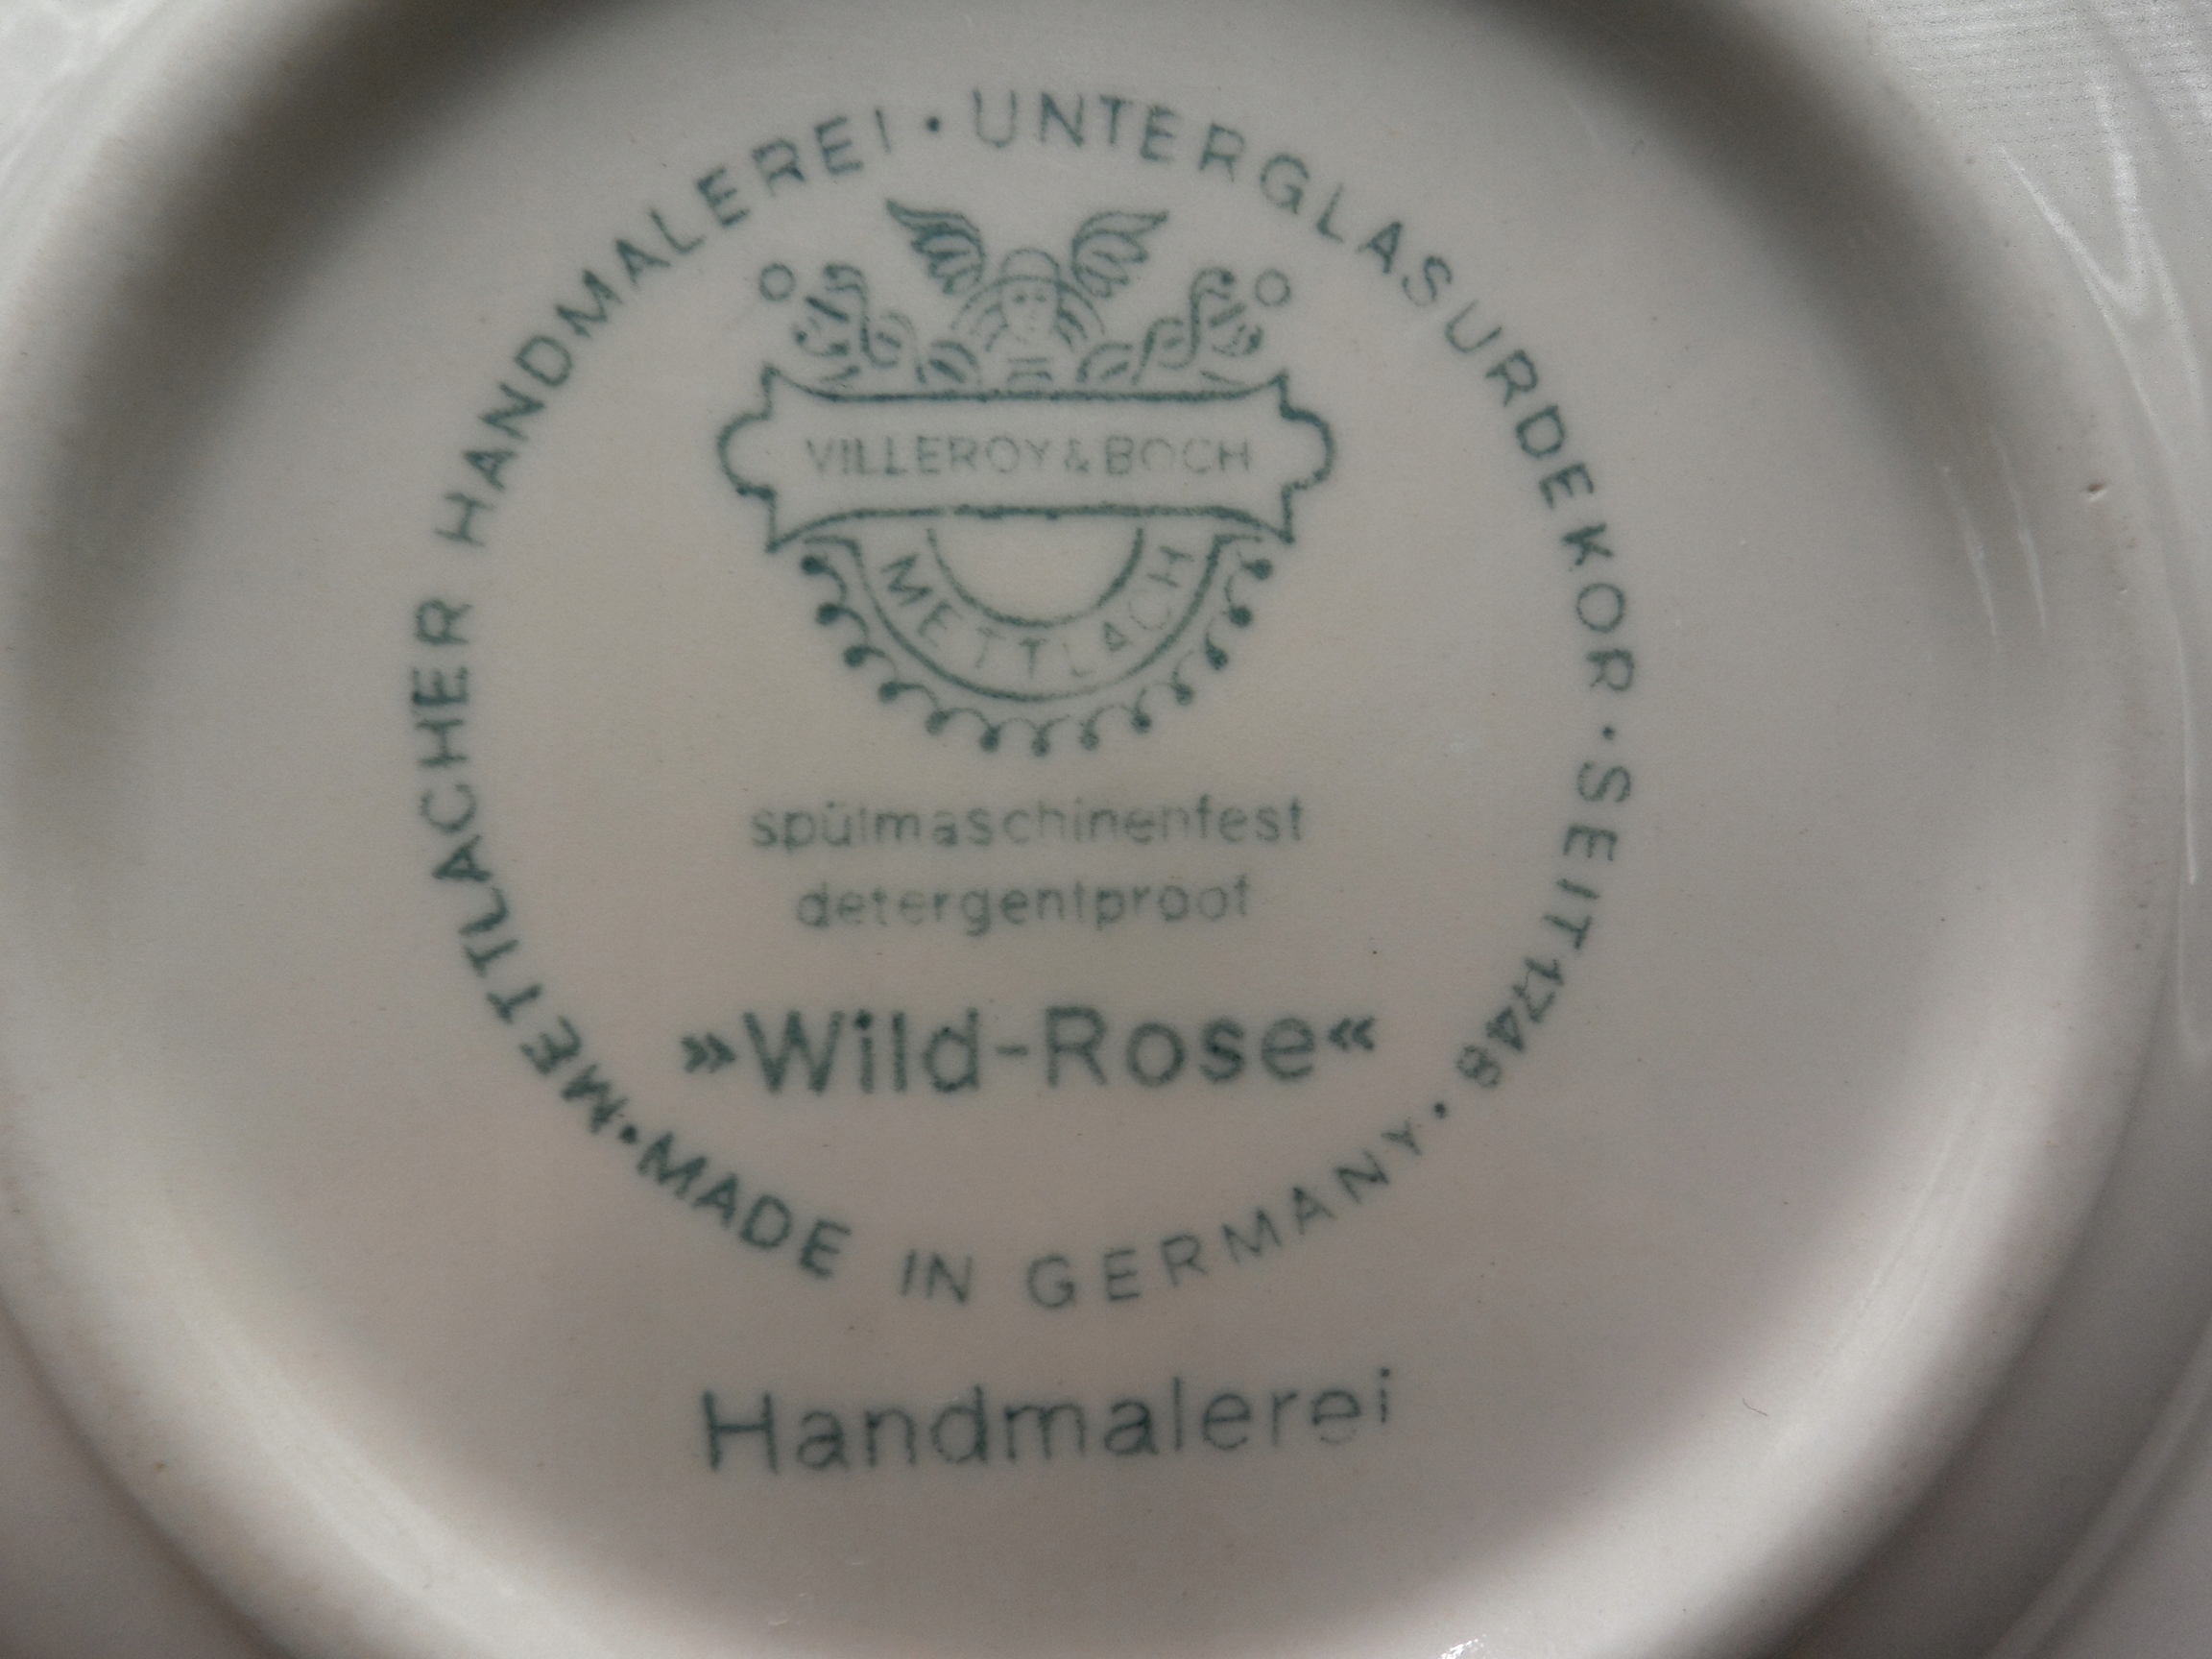 METTLACHER HANDMALEREI · UNTERGLASURDEKOR · SEIT 1748 ·
VILLEROY & BOCH
METTLACH
spülmaschinenfest
detergentproof
»Wild-Rose«
MADE IN GERMANY
Handmalerei